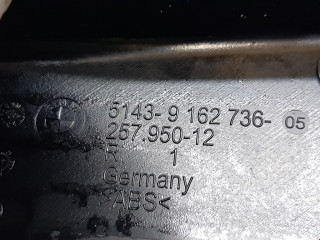 5143- 9 162 736- 05
257.950-12
R 1
Germany
>ABS<